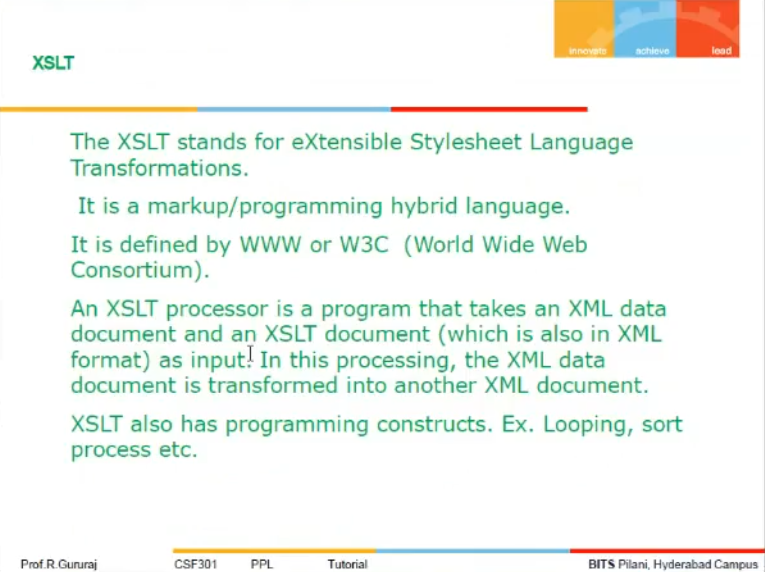 innovate achieve lead
XSLT
The XSLT stands for eXtensible Stylesheet Language
Transformations.
It is a markup/programming hybrid language.
It is defined by WWW or W3C (World Wide Web
Consortium).
An XSLT processor is a program that takes an XML data
document and an XSLT document (which is also in XML
format) as input. In this processing, the XML data
document is transformed into another XML document.
XSLT also has programming constructs. Ex. Looping, sort
process etc.
Prof.R.Gururaj CSF301 PPL Tutorial BITS Pilani, Hyderabad Campus